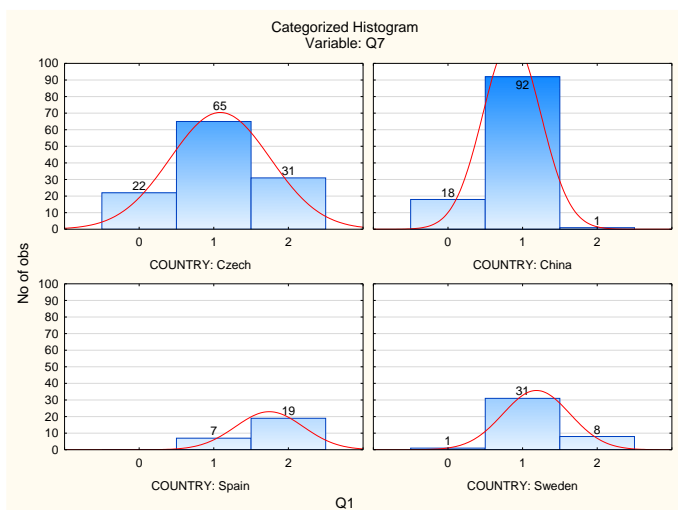 Categorized Histogram
Variable: Q7
No of obs
100
90
80
70
60
50
40
30
20
10
0
22
65
31
0 1 2
COUNTRY: Czech
18
92
1
0 1 2
COUNTRY: China
100
90
80
70
60
50
40
30
20
10
0
7
19
0 1 2
COUNTRY: Spain
1
31
8
0 1 2
COUNTRY: Sweden
Q1